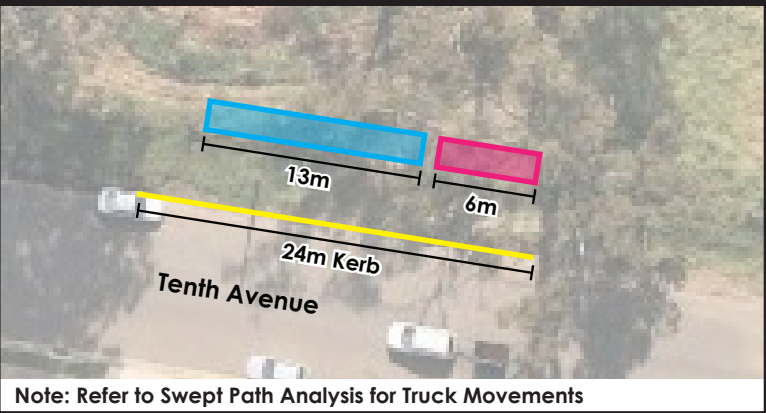 13m
6m
24m Kerb
Tenth Avenue
Note: Refer to Swept Path Analysis for Truck Movements